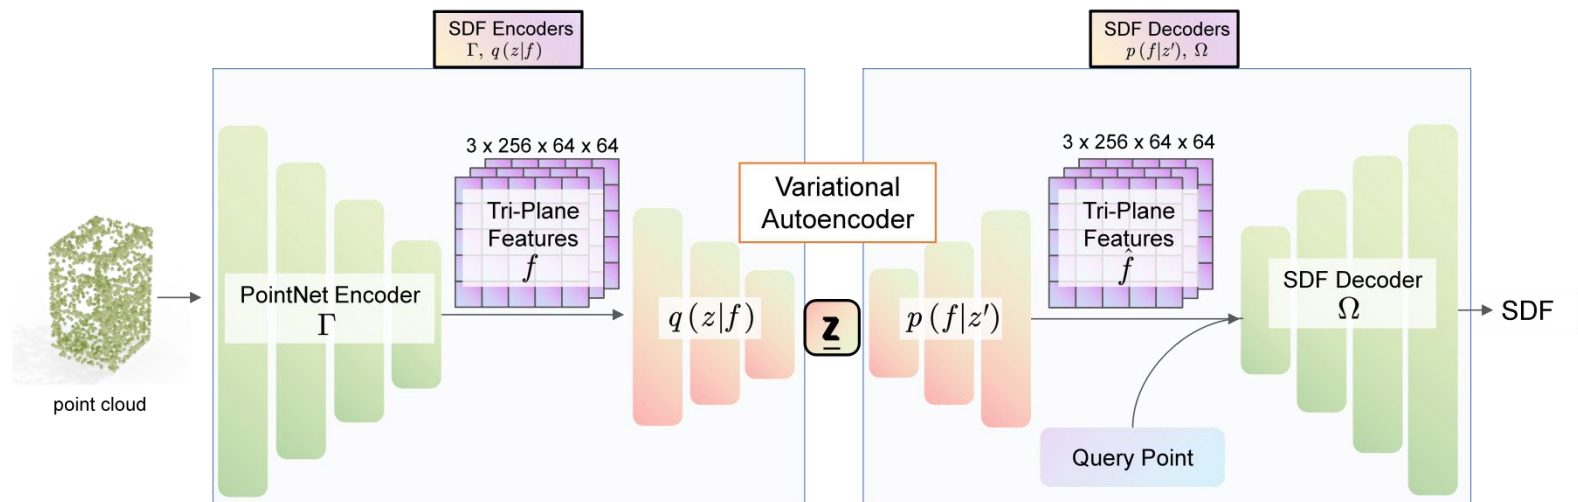 SDF Encoders
Γ, q (z|f)
SDF Decoders
p (f|z′), Ω
3 x 256 x 64 x 64
3 x 256 x 64 x 64
Variational
Autoencoder
Tri-Plane
Features
f
Tri-Plane
Features
f̂
PointNet Encoder
Γ
q (z|f)
z
p (f|z′)
SDF Decoder
Ω
SDF
point cloud
Query Point